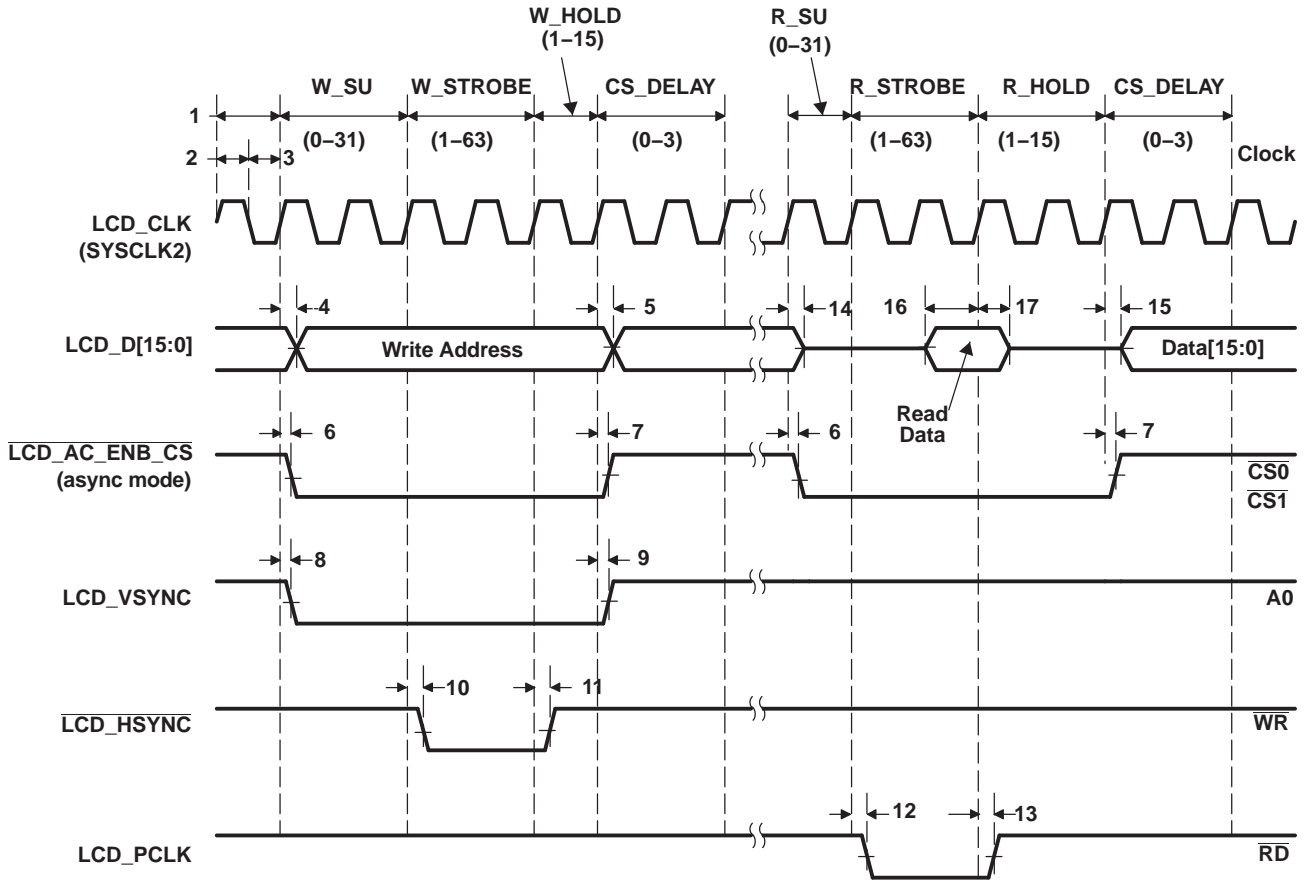 W_HOLD
(1–15)
R_SU
(0–31)
W_SU
W_STROBE
CS_DELAY
R_STROBE
R_HOLD
CS_DELAY
1
(0–31)
(1–63)
(0–3)
(1–63)
(1–15)
(0–3)
2
3
Clock
LCD_CLK
(SYSCLK2)
4
5
14
16
17
15
LCD_D[15:0]
Write Address
Data[15:0]
Read
Data
6
7
6
7
LCD_AC_ENB_CS
(async mode)
CS0
CS1
8
9
LCD_VSYNC
A0
10
11
LCD_HSYNC
WR
12
13
LCD_PCLK
RD